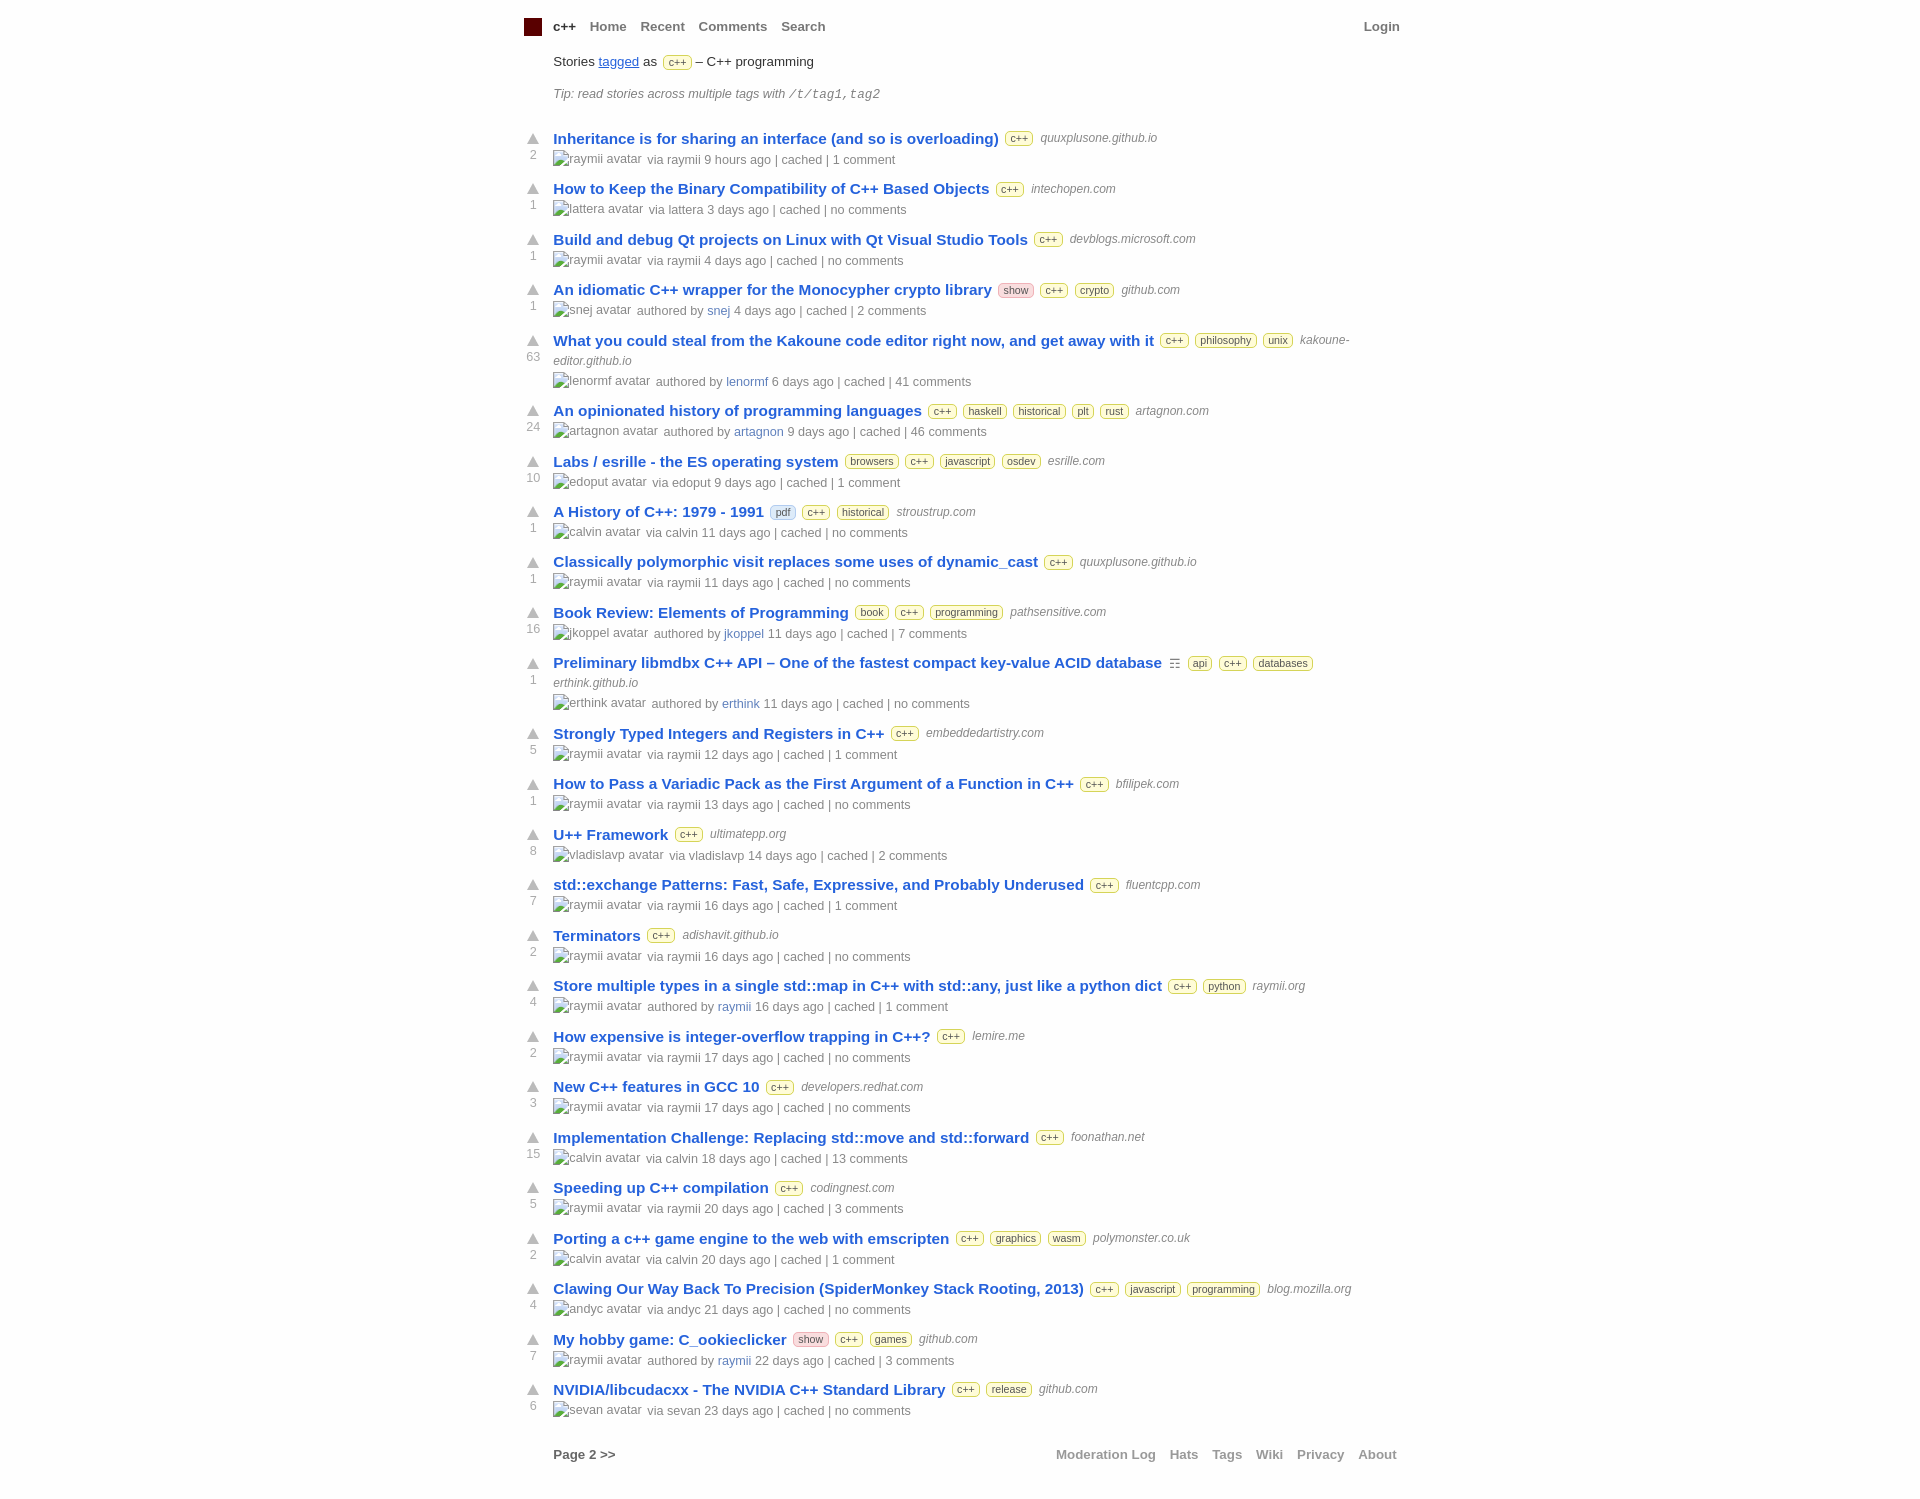 c++ Home Recent Comments Search Login
Stories tagged as c++ – C++ programming
Tip: read stories across multiple tags with /t/tag1,tag2
Inheritance is for sharing an interface (and so is overloading) c++ quuxplusone.github.io
2 raymii avatar via raymii 9 hours ago | cached | 1 comment
How to Keep the Binary Compatibility of C++ Based Objects c++ intechopen.com
1 lattera avatar via lattera 3 days ago | cached | no comments
Build and debug Qt projects on Linux with Qt Visual Studio Tools c++ devblogs.microsoft.com
1 raymii avatar via raymii 4 days ago | cached | no comments
An idiomatic C++ wrapper for the Monocypher crypto library show c++ crypto github.com
1 snej avatar authored by snej 4 days ago | cached | 2 comments
What you could steal from the Kakoune code editor right now, and get away with it c++ philosophy unix kakoune-
63 editor.github.io
lenormf avatar authored by lenormf 6 days ago | cached | 41 comments
An opinionated history of programming languages c++ haskell historical plt rust artagnon.com
24 artagnon avatar authored by artagnon 9 days ago | cached | 46 comments
Labs / esrille - the ES operating system browsers c++ javascript osdev esrille.com
10 edoput avatar via edoput 9 days ago | cached | 1 comment
A History of C++: 1979 - 1991 pdf c++ historical stroustrup.com
1 calvin avatar via calvin 11 days ago | cached | no comments
Classically polymorphic visit replaces some uses of dynamic_cast c++ quuxplusone.github.io
1 raymii avatar via raymii 11 days ago | cached | no comments
Book Review: Elements of Programming book c++ programming pathsensitive.com
16 jkoppel avatar authored by jkoppel 11 days ago | cached | 7 comments
Preliminary libmdbx C++ API – One of the fastest compact key-value ACID database ☶ api c++ databases
1 erthink.github.io
erthink avatar authored by erthink 11 days ago | cached | no comments
Strongly Typed Integers and Registers in C++ c++ embeddedartistry.com
5 raymii avatar via raymii 12 days ago | cached | 1 comment
How to Pass a Variadic Pack as the First Argument of a Function in C++ c++ bfilipek.com
1 raymii avatar via raymii 13 days ago | cached | no comments
U++ Framework c++ ultimatepp.org
8 vladislavp avatar via vladislavp 14 days ago | cached | 2 comments
std::exchange Patterns: Fast, Safe, Expressive, and Probably Underused c++ fluentcpp.com
7 raymii avatar via raymii 16 days ago | cached | 1 comment
Terminators c++ adishavit.github.io
2 raymii avatar via raymii 16 days ago | cached | no comments
Store multiple types in a single std::map in C++ with std::any, just like a python dict c++ python raymii.org
4 raymii avatar authored by raymii 16 days ago | cached | 1 comment
How expensive is integer-overflow trapping in C++? c++ lemire.me
2 raymii avatar via raymii 17 days ago | cached | no comments
New C++ features in GCC 10 c++ developers.redhat.com
3 raymii avatar via raymii 17 days ago | cached | no comments
Implementation Challenge: Replacing std::move and std::forward c++ foonathan.net
15 calvin avatar via calvin 18 days ago | cached | 13 comments
Speeding up C++ compilation c++ codingnest.com
5 raymii avatar via raymii 20 days ago | cached | 3 comments
Porting a c++ game engine to the web with emscripten c++ graphics wasm polymonster.co.uk
2 calvin avatar via calvin 20 days ago | cached | 1 comment
Clawing Our Way Back To Precision (SpiderMonkey Stack Rooting, 2013) c++ javascript programming blog.mozilla.org
4 andyc avatar via andyc 21 days ago | cached | no comments
My hobby game: C_ookieclicker show c++ games github.com
7 raymii avatar authored by raymii 22 days ago | cached | 3 comments
NVIDIA/libcudacxx - The NVIDIA C++ Standard Library c++ release github.com
6 sevan avatar via sevan 23 days ago | cached | no comments
Page 2 >> Moderation Log Hats Tags Wiki Privacy About